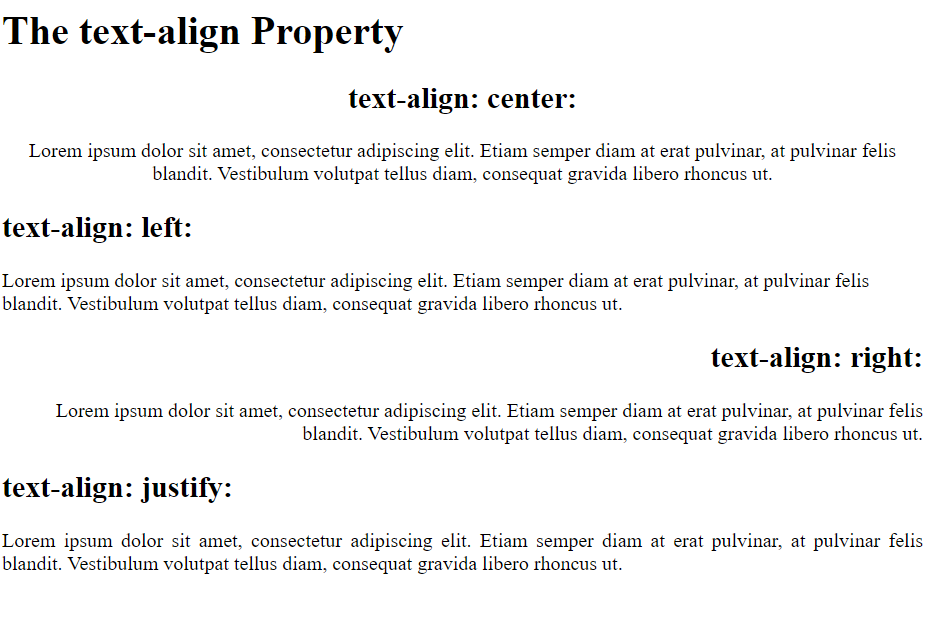 The text-align Property
text-align: center:
Lorem ipsum dolor sit amet, consectetur adipiscing elit. Etiam semper diam at erat pulvinar, at pulvinar felis
blandit. Vestibulum volutpat tellus diam, consequat gravida libero rhoncus ut.
text-align: left:
Lorem ipsum dolor sit amet, consectetur adipiscing elit. Etiam semper diam at erat pulvinar, at pulvinar felis
blandit. Vestibulum volutpat tellus diam, consequat gravida libero rhoncus ut.
text-align: right:
Lorem ipsum dolor sit amet, consectetur adipiscing elit. Etiam semper diam at erat pulvinar, at pulvinar felis
blandit. Vestibulum volutpat tellus diam, consequat gravida libero rhoncus ut.
text-align: justify:
Lorem ipsum dolor sit amet, consectetur adipiscing elit. Etiam semper diam at erat pulvinar, at pulvinar felis
blandit. Vestibulum volutpat tellus diam, consequat gravida libero rhoncus ut.